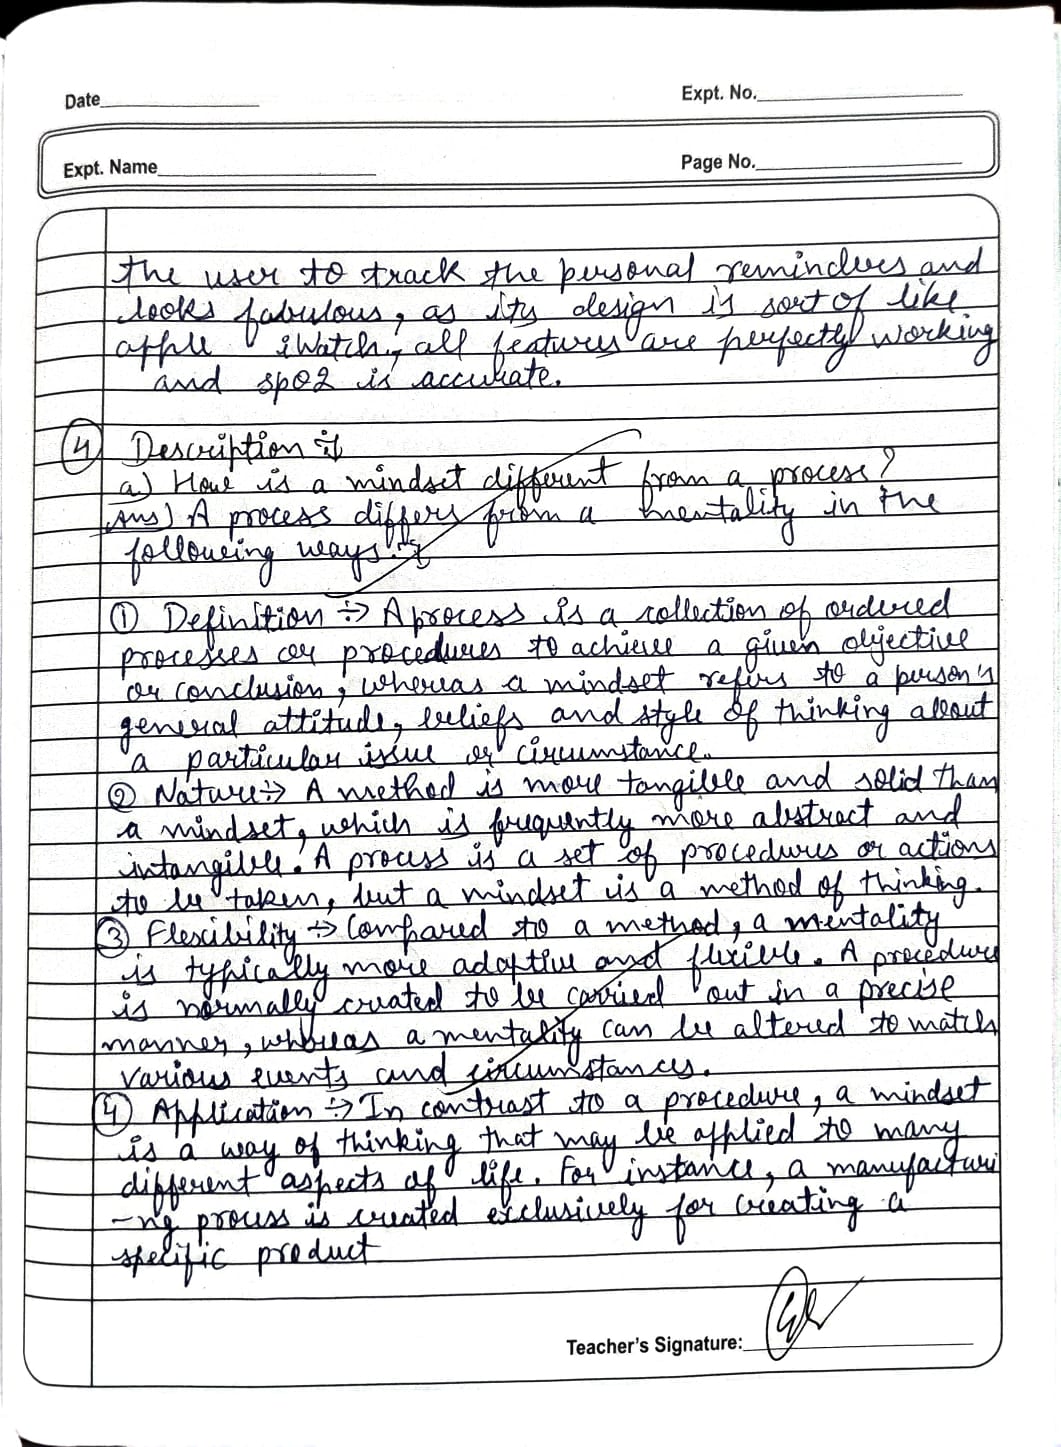 Date
Expt. No.
Expt. Name
Page No.
the user to track the personal reminders and
looks fabulous, as its design is sort of like
apple iWatch, all features are perfectly working
and spO2 is accurate.
4 Description :-
a) How is a mindset different from a process?
Ans) A process differs from a mentality in the
following ways :-
① Definition :-> A process is a collection of ordered
processes or procedures to achieve a given objective
or conclusion, whereas a mindset refers to a person's
general attitude, beliefs and style of thinking about
a particular issue or circumstance.
② Nature :-> A method is more tangible and solid than
a mindset, which is frequently more abstract and
intangible. A process is a set of procedures or actions
to be taken, but a mindset is a method of thinking.
③ Flexibility :-> Compared to a method, a mentality
is typically more adaptive and flexible. A procedure
is normally created to be carried out in a precise
manner, whereas a mentality can be altered to match
various events and circumstances.
④ Application :-> In contrast to a procedure, a mindset
is a way of thinking that may be applied to many
different aspects of life. For instance, a manufacturi
-ng process is created exclusively for creating a
specific product
Teacher's Signature: